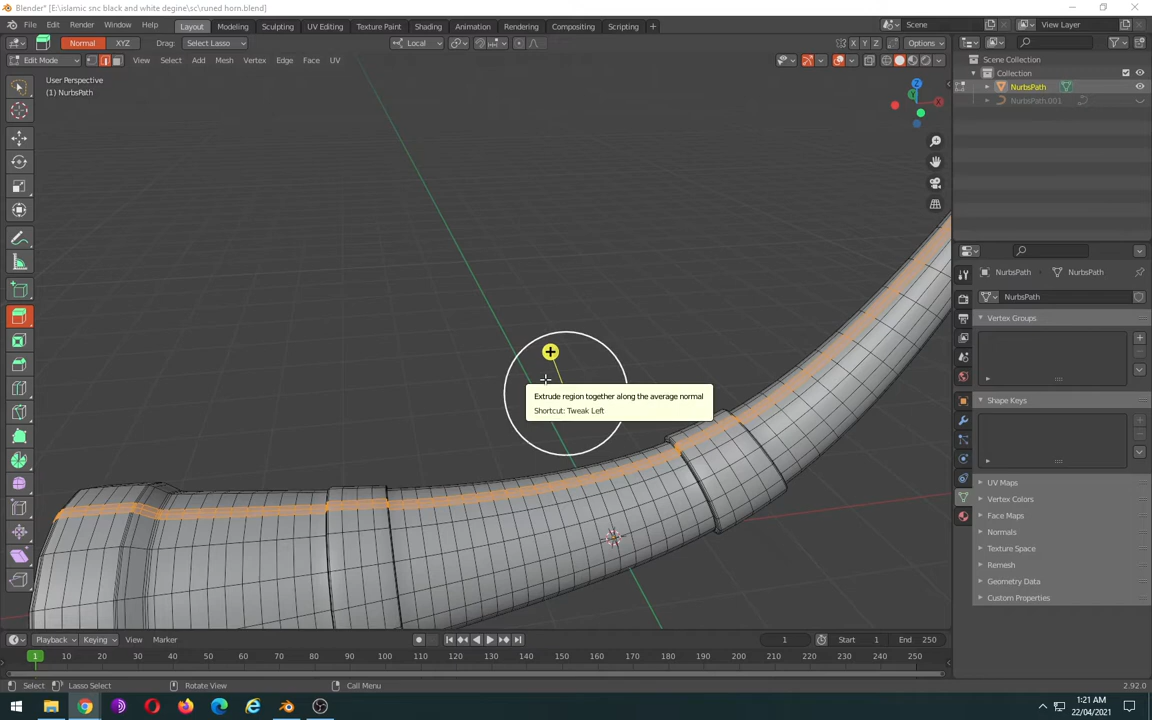 Blender* [E:\islamic snc black and white degine\sc\runed horn.blend]
File Edit Render Window Help Layout Modeling Sculpting UV Editing Texture Paint Shading Animation Rendering Compositing Scripting + Scene View Layer
Normal XYZ Drag: Select Lasso Local X Y Z Options
Edit Mode View Select Add Mesh Vertex Edge Face UV
User Perspective
(1) NurbsPath
Z
Y
X
Scene Collection
Collection
NurbsPath
NurbsPath.001
NurbsPath NurbsPath
NurbsPath
Vertex Groups
Shape Keys
UV Maps
Vertex Colors
Face Maps
Normals
Texture Space
Remesh
Geometry Data
Custom Properties
Extrude region together along the average normal
Shortcut: Tweak Left
Playback Keying View Marker 1 Start 1 End 250
1 10 20 30 40 50 60 70 80 90 100 110 120 130 140 150 160 170 180 190 200 210 220 230 240 250
Select Lasso Select Rotate View Call Menu 2.92.0
1:21 AM
22/04/2021